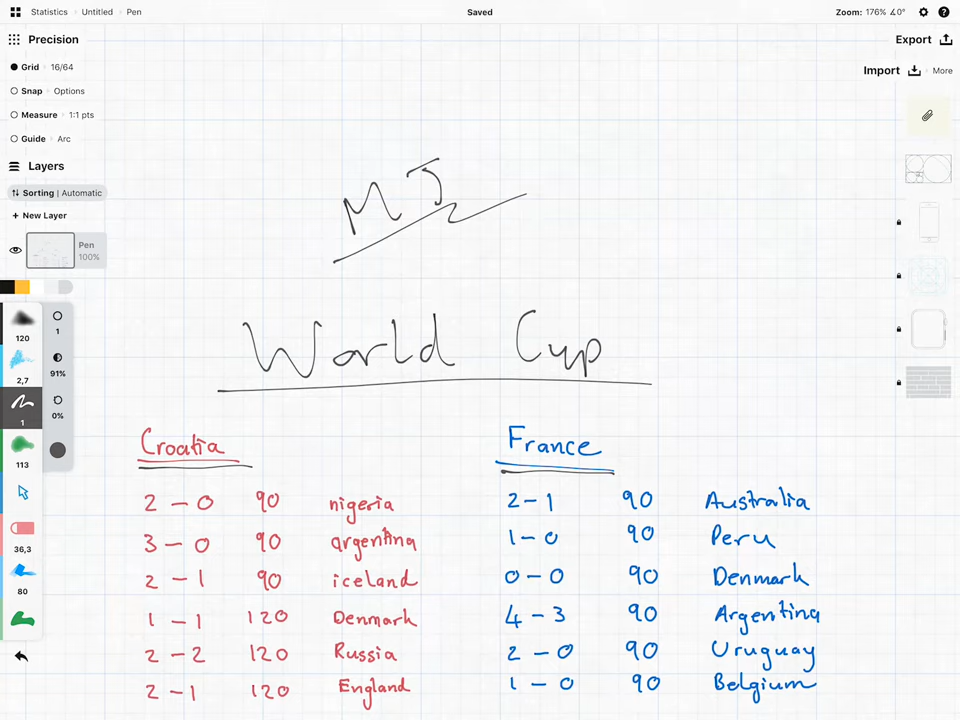 Statistics › Untitled › Pen
Saved
Zoom: 176% ∠0°
Precision
Export
Grid › 16/64
Import
More
Snap Options
Measure › 1:1 pts
Guide › Arc
Layers
Sorting | Automatic
+ New Layer
Pen
100%
120
1
2,7
91%
1
0%
113
36,3
80
MJ
World Cup
Croatia
2 - 0 90 nigeria
3 - 0 90 argentina
2 - 1 90 iceland
1 - 1 120 Denmark
2 - 2 120 Russia
2 - 1 120 England
France
2 - 1 90 Australia
1 - 0 90 Peru
0 - 0 90 Denmark
4 - 3 90 Argentina
2 - 0 90 Uruguay
1 - 0 90 Belgium